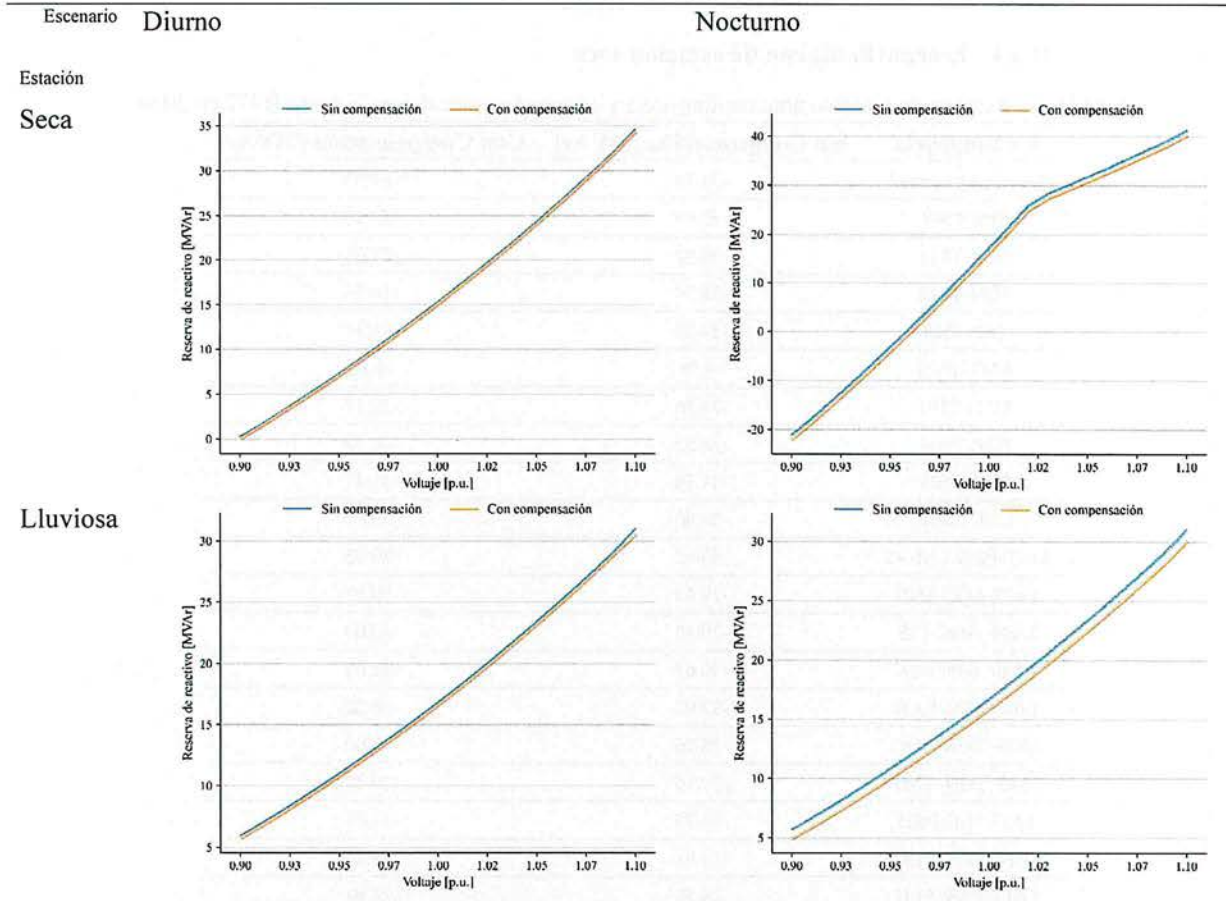 Escenario Diurno Nocturno
Estación
Seca
Sin compensación Con compensación
35
30
25
20
15
10
5
0
Reserva de reactivo [MVAr]
0.90 0.93 0.95 0.97 1.00 1.02 1.05 1.07 1.10
Voltaje [p.u.]
Sin compensación Con compensación
40
30
20
10
0
-10
-20
Reserva de reactivo [MVAr]
0.90 0.93 0.95 0.97 1.00 1.02 1.05 1.07 1.10
Voltaje [p.u.]
Lluviosa
Sin compensación Con compensación
30
25
20
15
10
5
Reserva de reactivo [MVAr]
0.90 0.93 0.95 0.97 1.00 1.02 1.05 1.07 1.10
Voltaje [p.u.]
Sin compensación Con compensación
30
25
20
15
10
5
Reserva de reactivo [MVAr]
0.90 0.93 0.95 0.97 1.00 1.02 1.05 1.07 1.10
Voltaje [p.u.]